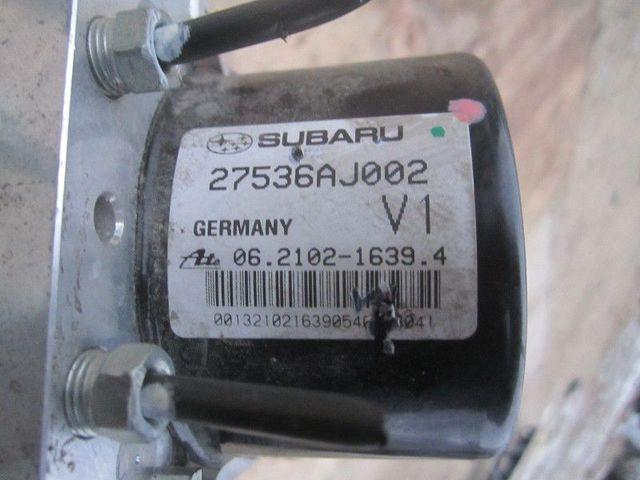 SUBARU
27536AJ002
V1
GERMANY
Ate 06.2102-1639.4